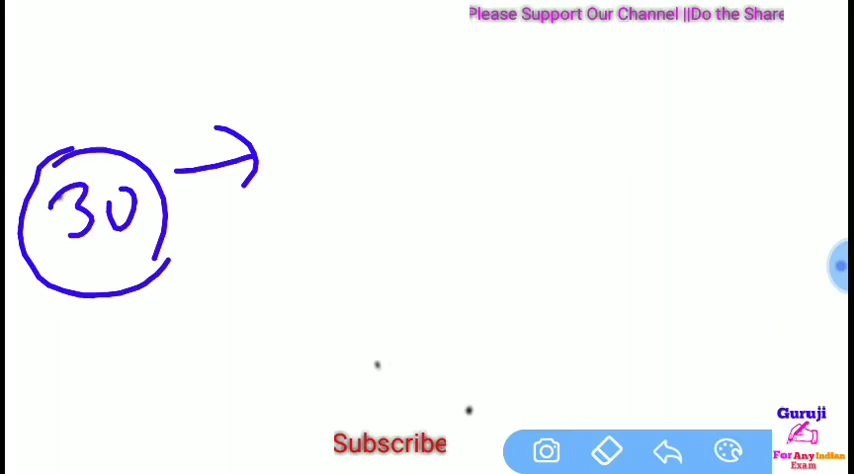 Please Support Our Channel ||Do the Share
30
Subscribe
Guruji
For Any Indian
Exam